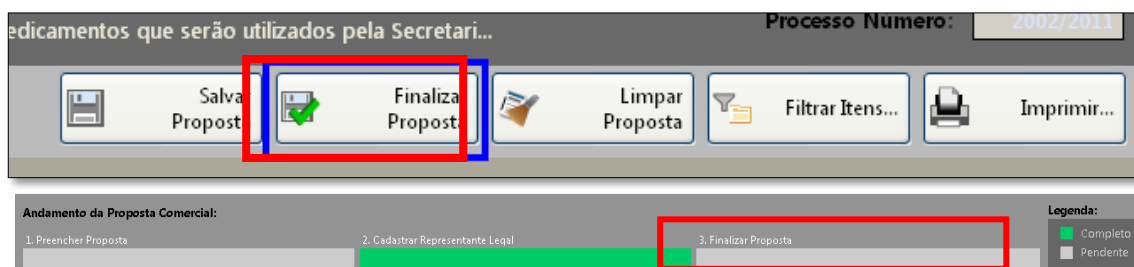 edicamentos que serão utilizados pela Secretari...
Processo Número: 2002/2011
Salva
Propost
Finaliza
Proposta
Limpar
Proposta
Filtrar Itens...
Imprimir...
Andamento da Proposta Comercial:
Legenda:
1. Preencher Proposta
2. Cadastrar Representante Legal
3. Finalizar Proposta
Completo
Pendente